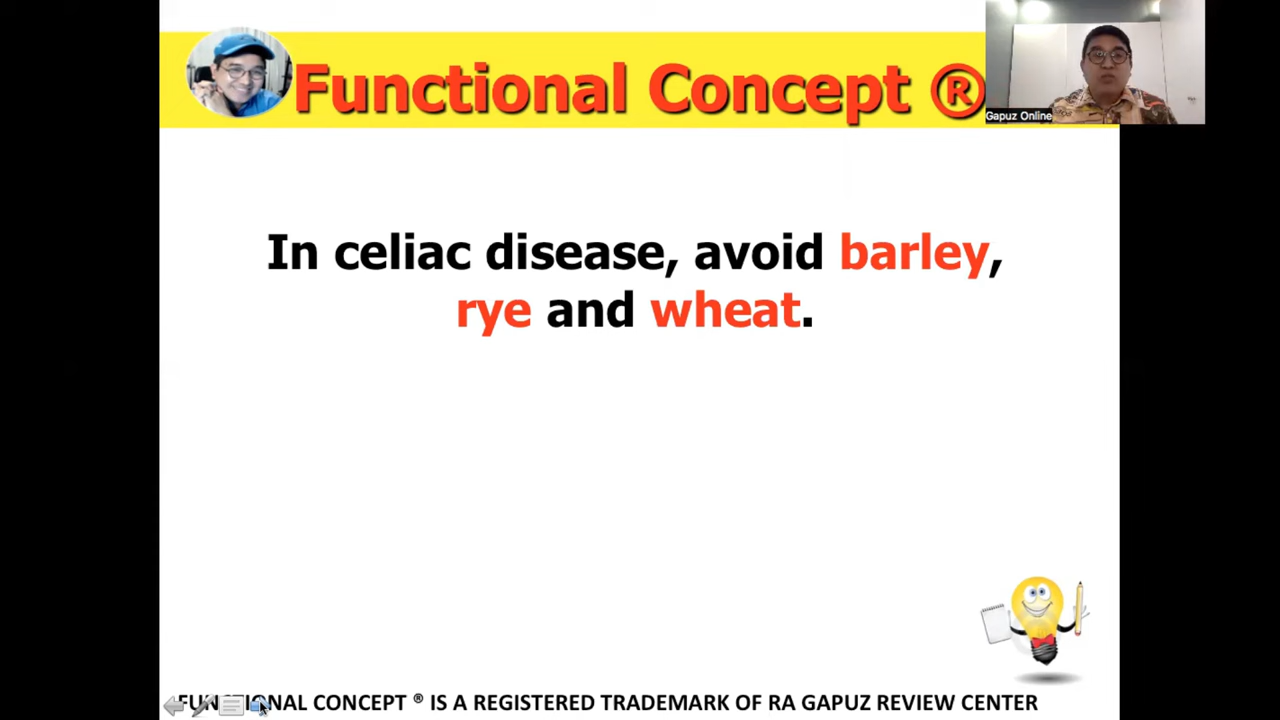 Functional Concept ®
Gapuz Online
In celiac disease, avoid barley,
rye and wheat.
FUNCTIONAL CONCEPT ® IS A REGISTERED TRADEMARK OF RA GAPUZ REVIEW CENTER